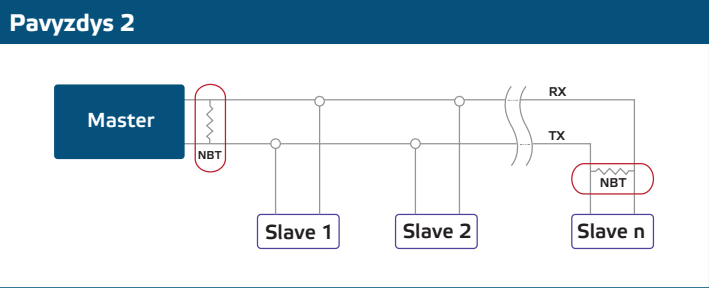 Pavyzdys 2
Master
NBT
RX
TX
NBT
Slave 1
Slave 2
Slave n